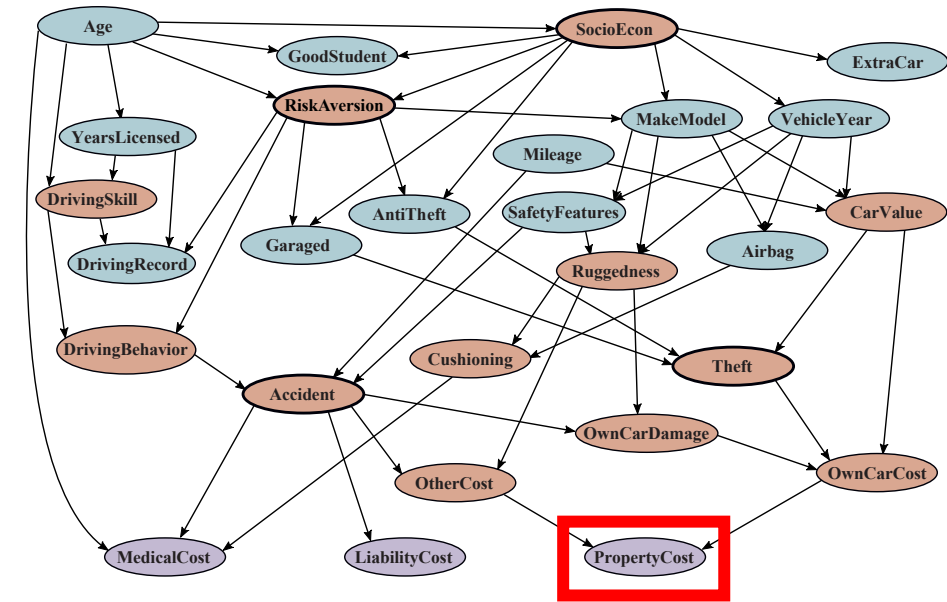 Age
SocioEcon
GoodStudent
ExtraCar
RiskAversion
MakeModel
VehicleYear
YearsLicensed
Mileage
DrivingSkill
AntiTheft
SafetyFeatures
CarValue
Garaged
Airbag
DrivingRecord
Ruggedness
DrivingBehavior
Cushioning
Theft
Accident
OwnCarDamage
OtherCost
OwnCarCost
MedicalCost
LiabilityCost
PropertyCost